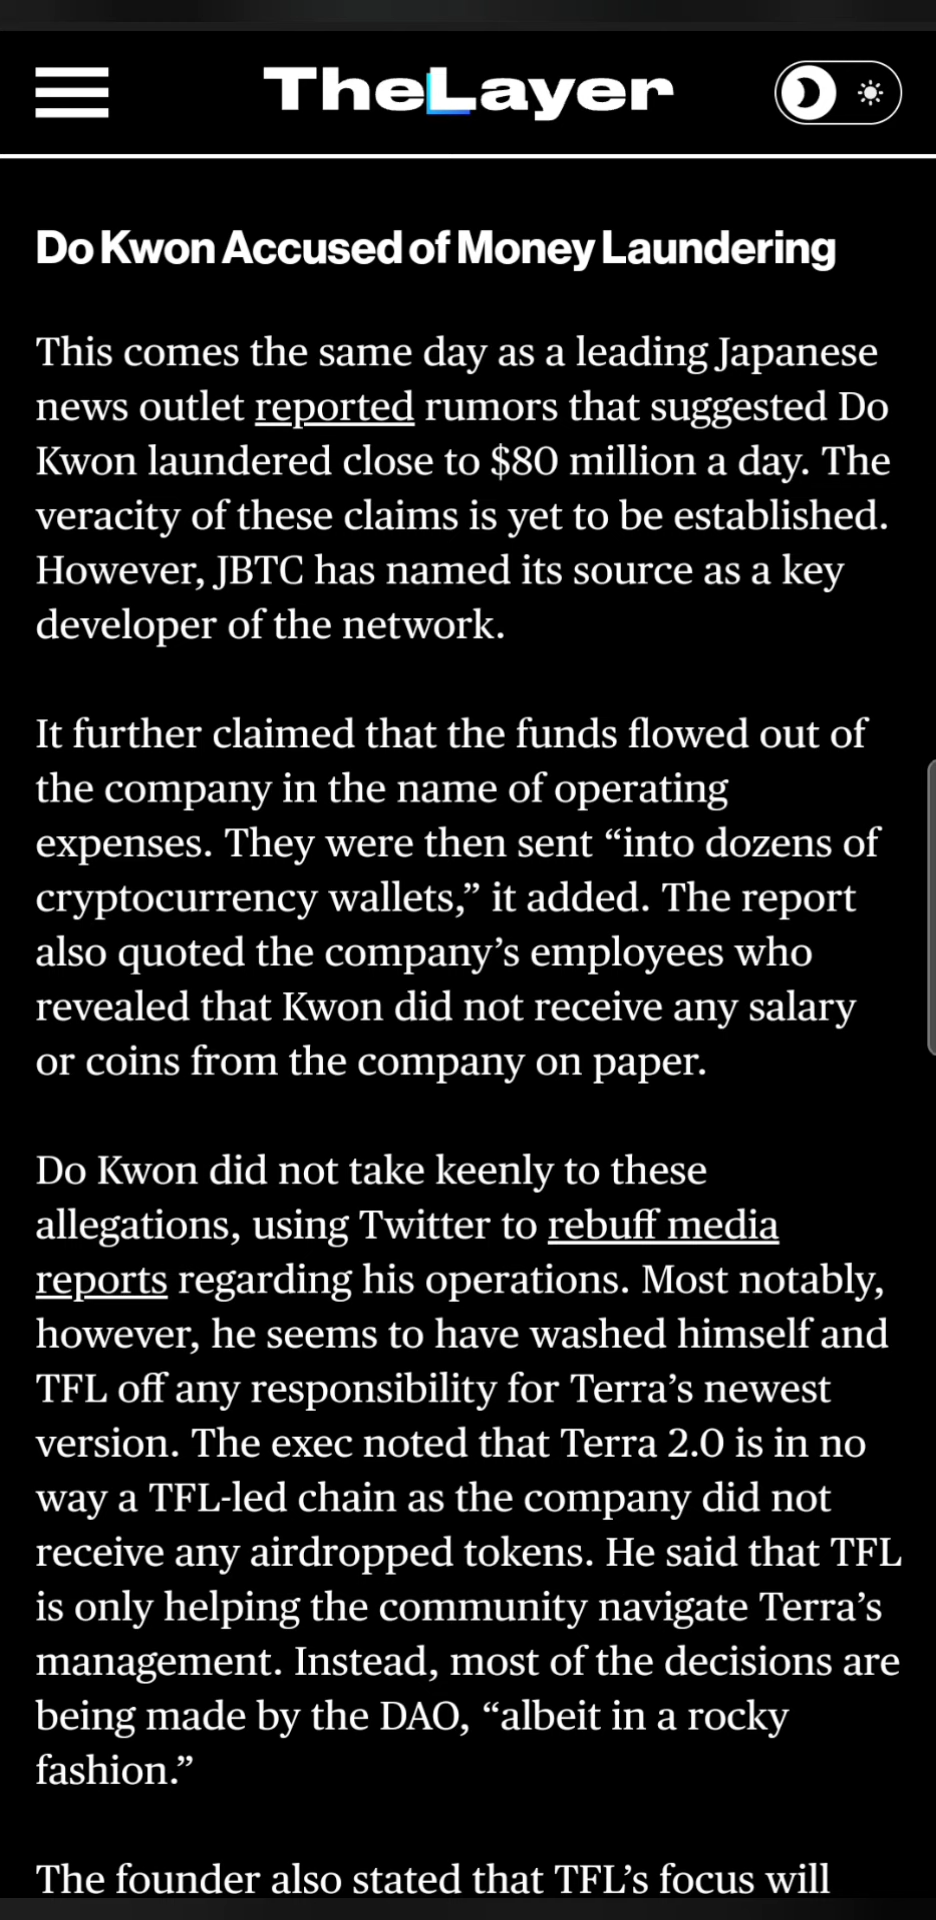 TheLayer
Do Kwon Accused of Money Laundering
This comes the same day as a leading Japanese
news outlet reported rumors that suggested Do
Kwon laundered close to $80 million a day. The
veracity of these claims is yet to be established.
However, JBTC has named its source as a key
developer of the network.
It further claimed that the funds flowed out of
the company in the name of operating
expenses. They were then sent “into dozens of
cryptocurrency wallets,” it added. The report
also quoted the company’s employees who
revealed that Kwon did not receive any salary
or coins from the company on paper.
Do Kwon did not take keenly to these
allegations, using Twitter to rebuff media
reports regarding his operations. Most notably,
however, he seems to have washed himself and
TFL off any responsibility for Terra’s newest
version. The exec noted that Terra 2.0 is in no
way a TFL-led chain as the company did not
receive any airdropped tokens. He said that TFL
is only helping the community navigate Terra’s
management. Instead, most of the decisions are
being made by the DAO, “albeit in a rocky
fashion.”
The founder also stated that TFL’s focus will